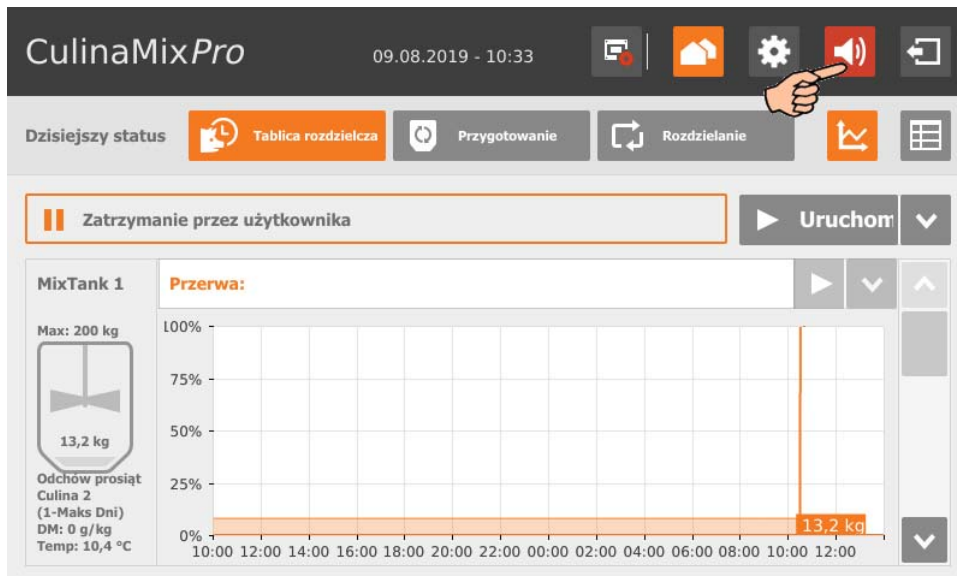 CulinaMixPro 09.08.2019 - 10:33
Dzisiejszy status Tablica rozdzielcza Przygotowanie Rozdzielanie
Zatrzymanie przez użytkownika Uruchom
MixTank 1 Przerwa:
Max: 200 kg
13,2 kg
Odchów prosiąt
Culina 2
(1-Maks Dni)
DM: 0 g/kg
Temp: 10,4 °C
100%
75%
50%
25%
0%
13,2 kg
10:00 12:00 14:00 16:00 18:00 20:00 22:00 00:00 02:00 04:00 06:00 08:00 10:00 12:00